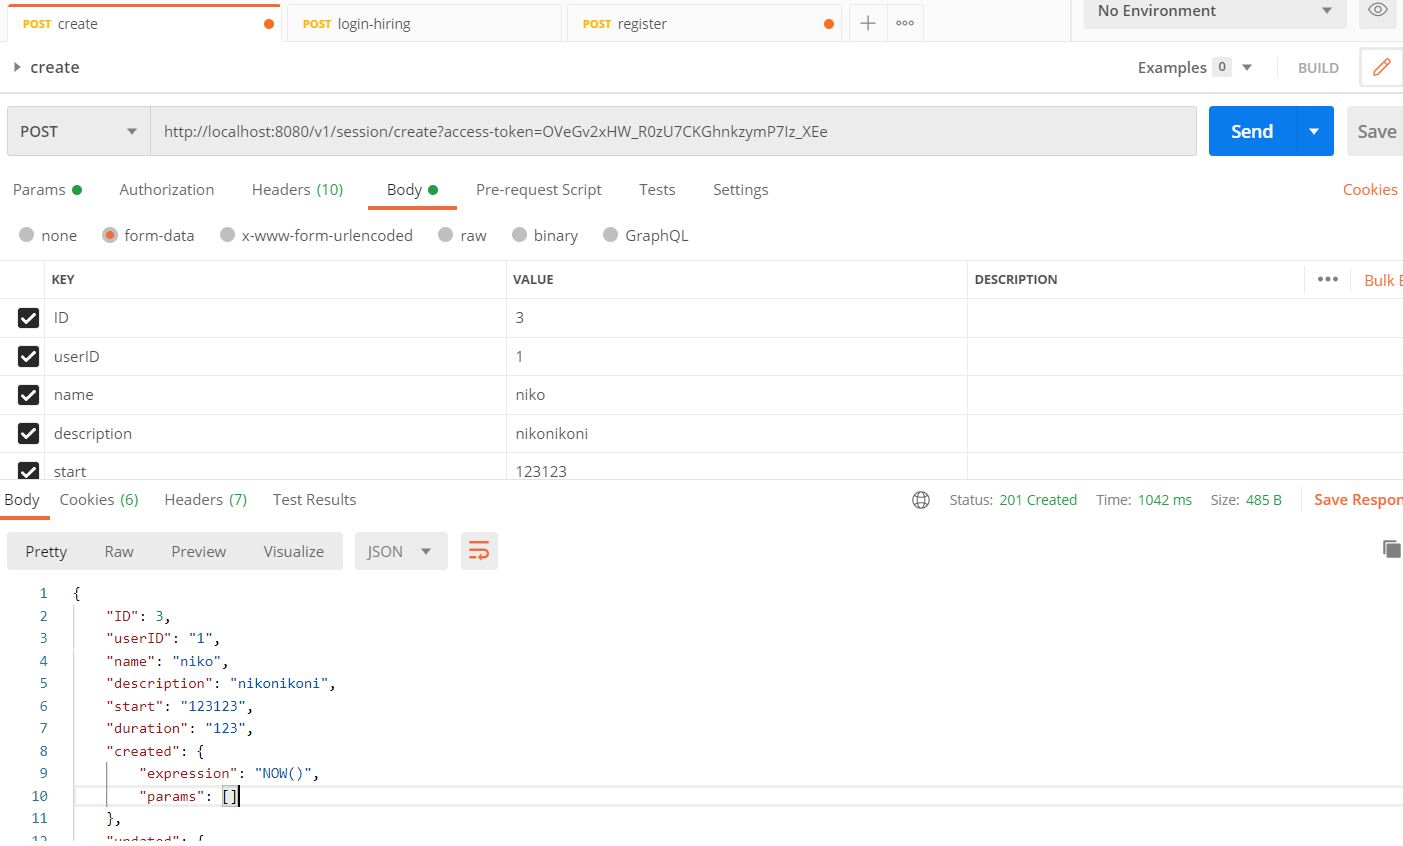 POST create POST login-hiring POST register No Environment
create Examples 0 BUILD
POST http://localhost:8080/v1/session/create?access-token=OVeGv2xHW_R0zU7CKGhnkzymP7Iz_XEe Send Save
Params Authorization Headers (10) Body Pre-request Script Tests Settings Cookies
none form-data x-www-form-urlencoded raw binary GraphQL
KEY VALUE DESCRIPTION Bulk E
ID 3
userID 1
name niko
description nikonikoni
start 123123
Body Cookies (6) Headers (7) Test Results Status: 201 Created Time: 1042 ms Size: 485 B Save Respon
Pretty Raw Preview Visualize JSON
1 {
2 "ID": 3,
3 "userID": "1",
4 "name": "niko",
5 "description": "nikonikoni",
6 "start": "123123",
7 "duration": "123",
8 "created": {
9 "expression": "NOW()",
10 "params": []
11 },
12 "updated": {